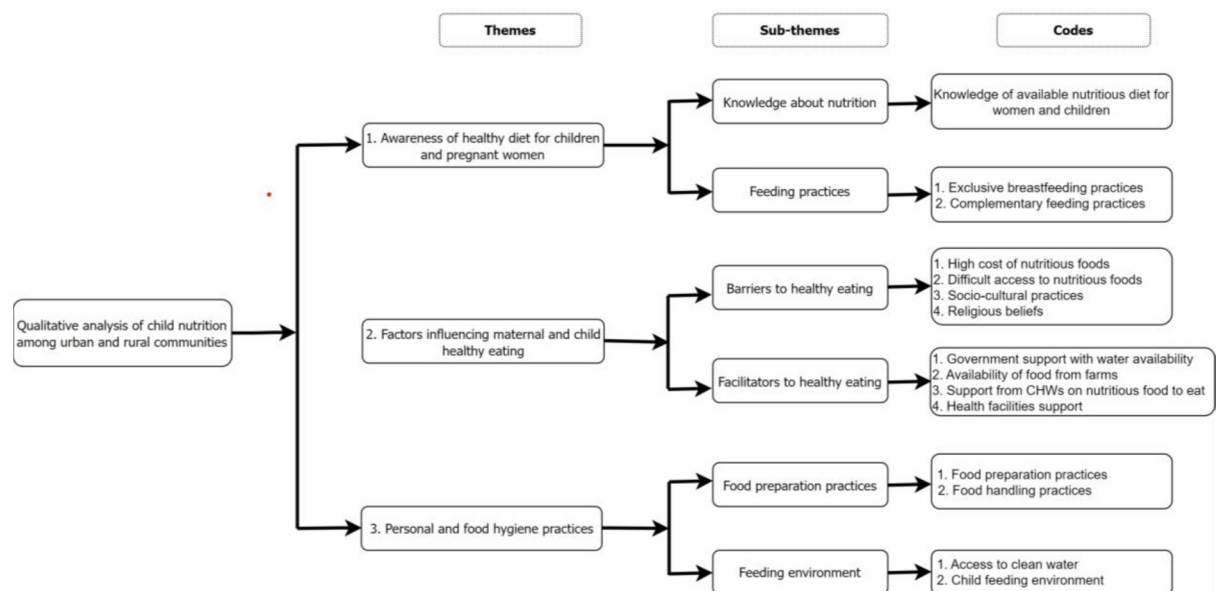 Themes
Sub-themes
Codes
Qualitative analysis of child nutrition
among urban and rural communities
1. Awareness of healthy diet for children
and pregnant women
Knowledge about nutrition
Knowledge of available nutritious diet for
women and children
Feeding practices
1. Exclusive breastfeeding practices
2. Complementary feeding practices
2. Factors influencing maternal and child
healthy eating
Barriers to healthy eating
1. High cost of nutritious foods
2. Difficult access to nutritious foods
3. Socio-cultural practices
4. Religious beliefs
Facilitators to healthy eating
1. Government support with water availability
2. Availability of food from farms
3. Support from CHWs on nutritious food to eat
4. Health facilities support
3. Personal and food hygiene practices
Food preparation practices
1. Food preparation practices
2. Food handling practices
Feeding environment
1. Access to clean water
2. Child feeding environment